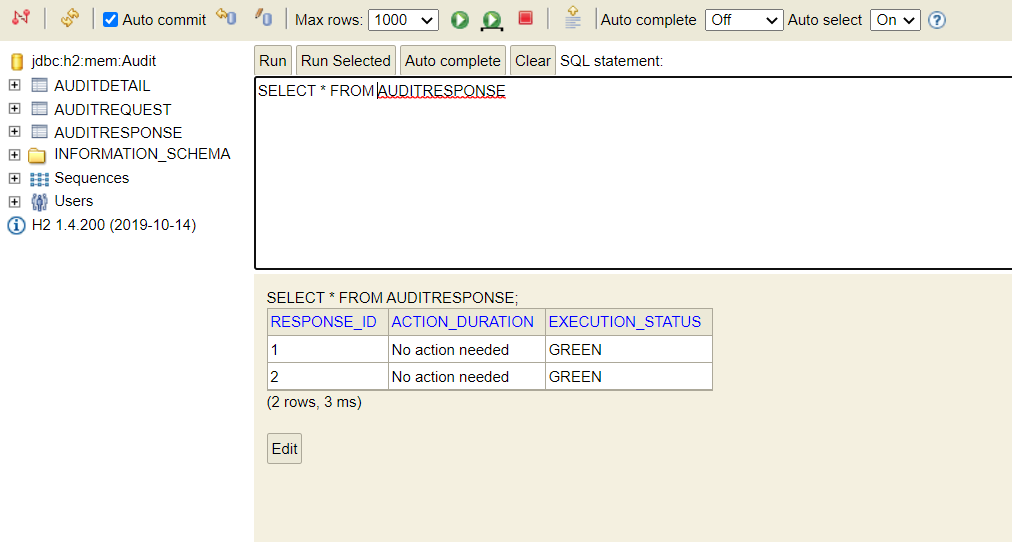 Auto commit Max rows: 1000 Auto complete Off Auto select On ?
jdbc:h2:mem:Audit
AUDITDETAIL
AUDITREQUEST
AUDITRESPONSE
INFORMATION_SCHEMA
Sequences
Users
H2 1.4.200 (2019-10-14)
Run Run Selected Auto complete Clear SQL statement:
SELECT * FROM AUDITRESPONSE
SELECT * FROM AUDITRESPONSE;
RESPONSE_ID ACTION_DURATION EXECUTION_STATUS
1 No action needed GREEN
2 No action needed GREEN
(2 rows, 3 ms)
Edit